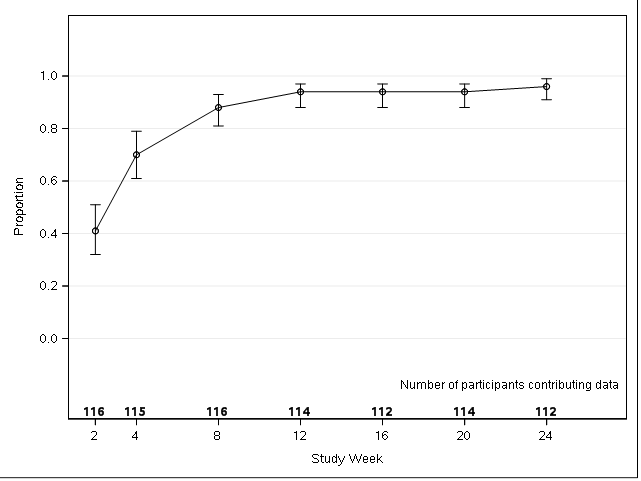 1.0
0.8
0.6
0.4
0.2
0.0
Proportion
Number of participants contributing data
116 115 116 114 112 114 112
2 4 8 12 16 20 24
Study Week